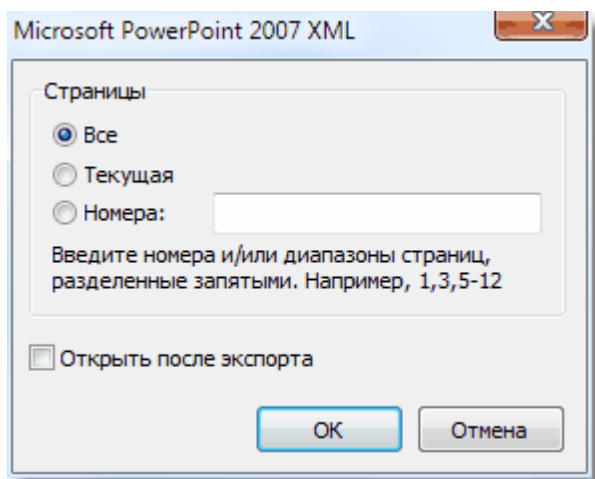 Microsoft PowerPoint 2007 XML
Страницы
Все
Текущая
Номера:
Введите номера и/или диапазоны страниц,
разделенные запятыми. Например, 1,3,5-12
Открыть после экспорта
OK
Отмена